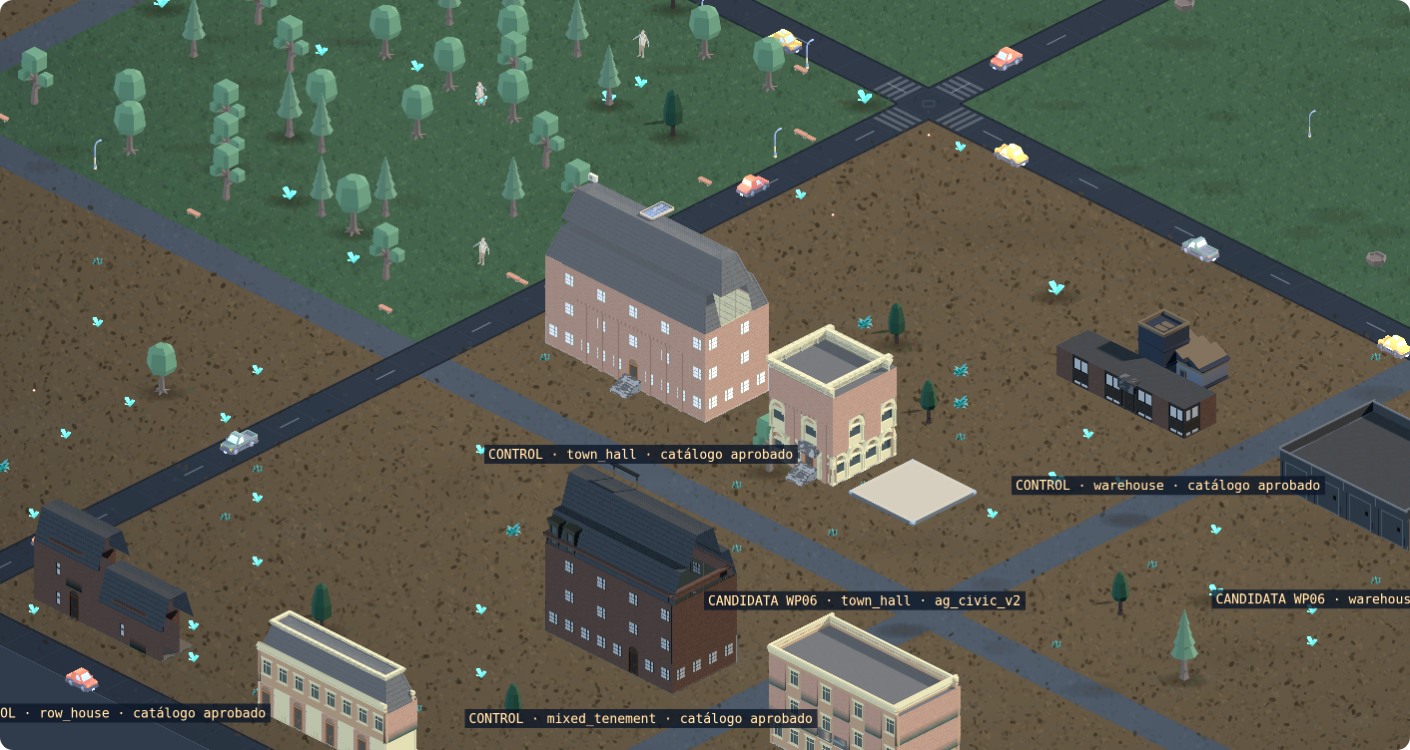 CONTROL · town_hall · catálogo aprobado
CONTROL · warehouse · catálogo aprobado
CANDIDATA WP06 · town_hall · ag_civic_v2
CANDIDATA WP06 · warehous
OL · row_house · catálogo aprobado
CONTROL · mixed_tenement · catálogo aprobado